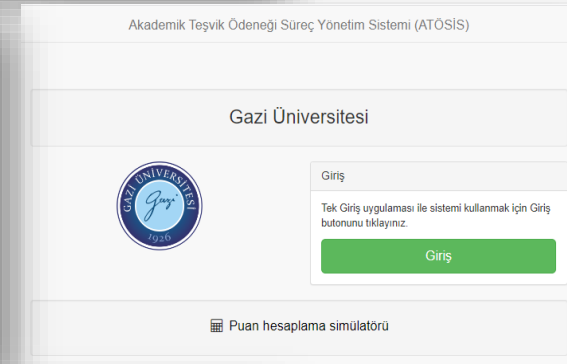 Akademik Teşvik Ödeneği Süreç Yönetim Sistemi (ATÖSİS)
Gazi Üniversitesi
GAZİ ÜNİVERSİTESİ
Gazi
1926
Giriş
Tek Giriş uygulaması ile sistemi kullanmak için Giriş
butonunu tıklayınız.
Giriş
Puan hesaplama simülatörü